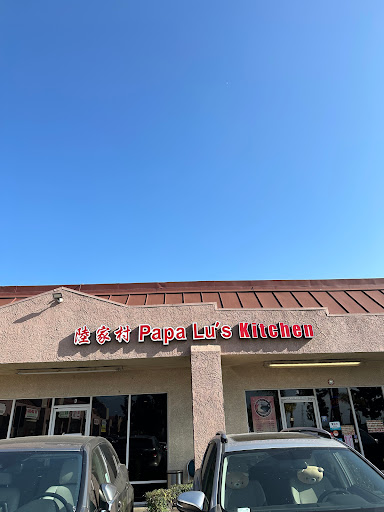 陸家村 Papa Lu's Kitchen